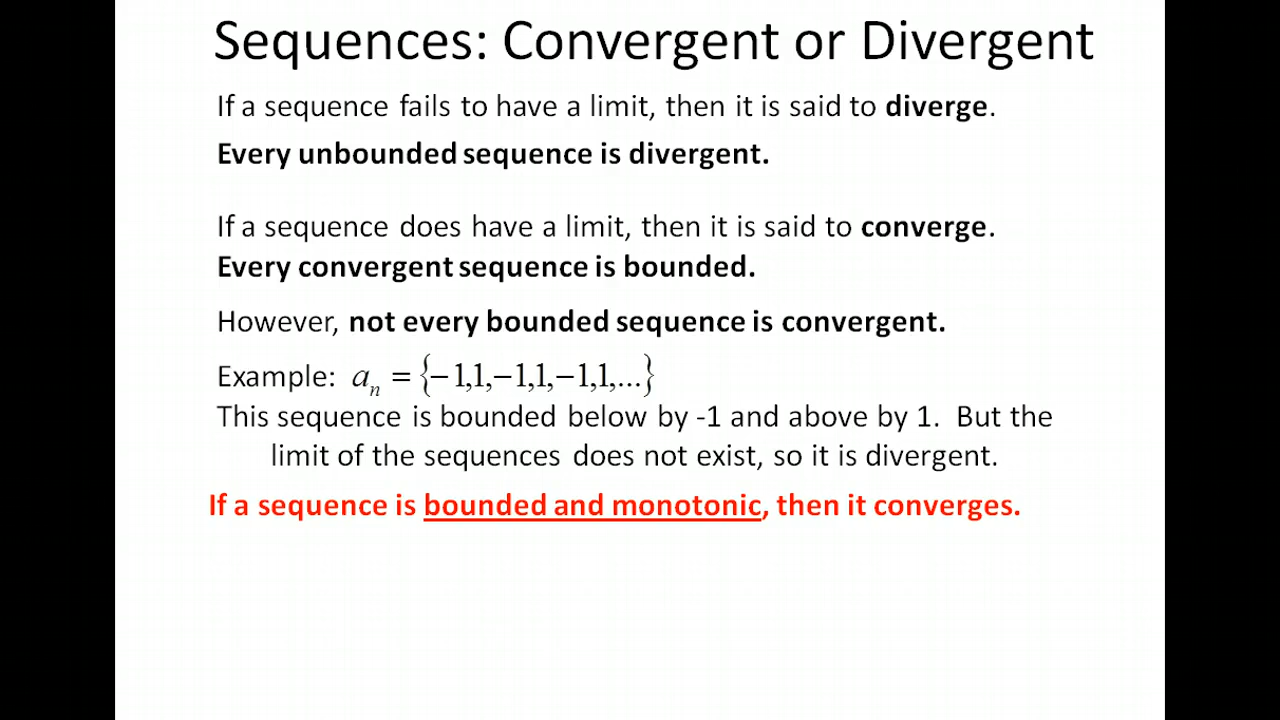 Sequences: Convergent or Divergent
If a sequence fails to have a limit, then it is said to diverge.
Every unbounded sequence is divergent.
If a sequence does have a limit, then it is said to converge.
Every convergent sequence is bounded.
However, not every bounded sequence is convergent.
Example: aₙ = {−1,1,−1,1,−1,1,...}
This sequence is bounded below by -1 and above by 1. But the
limit of the sequences does not exist, so it is divergent.
If a sequence is bounded and monotonic, then it converges.